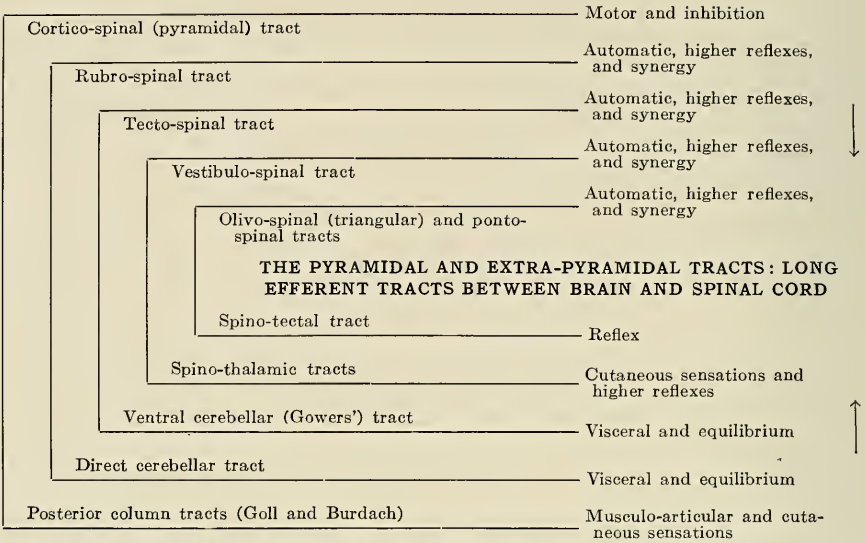 Motor and inhibition
Cortico-spinal (pyramidal) tract
Automatic, higher reflexes,
and synergy
Rubro-spinal tract
Automatic, higher reflexes,
and synergy
Tecto-spinal tract
Automatic, higher reflexes,
and synergy
Vestibulo-spinal tract
Automatic, higher reflexes,
and synergy
Olivo-spinal (triangular) and ponto-
spinal tracts
THE PYRAMIDAL AND EXTRA-PYRAMIDAL TRACTS: LONG
EFFERENT TRACTS BETWEEN BRAIN AND SPINAL CORD
Spino-tectal tract
Reflex
Spino-thalamic tracts
Cutaneous sensations and
higher reflexes
Ventral cerebellar (Gowers') tract
Visceral and equilibrium
Direct cerebellar tract
Visceral and equilibrium
Posterior column tracts (Goll and Burdach)
Musculo-articular and cuta-
neous sensations